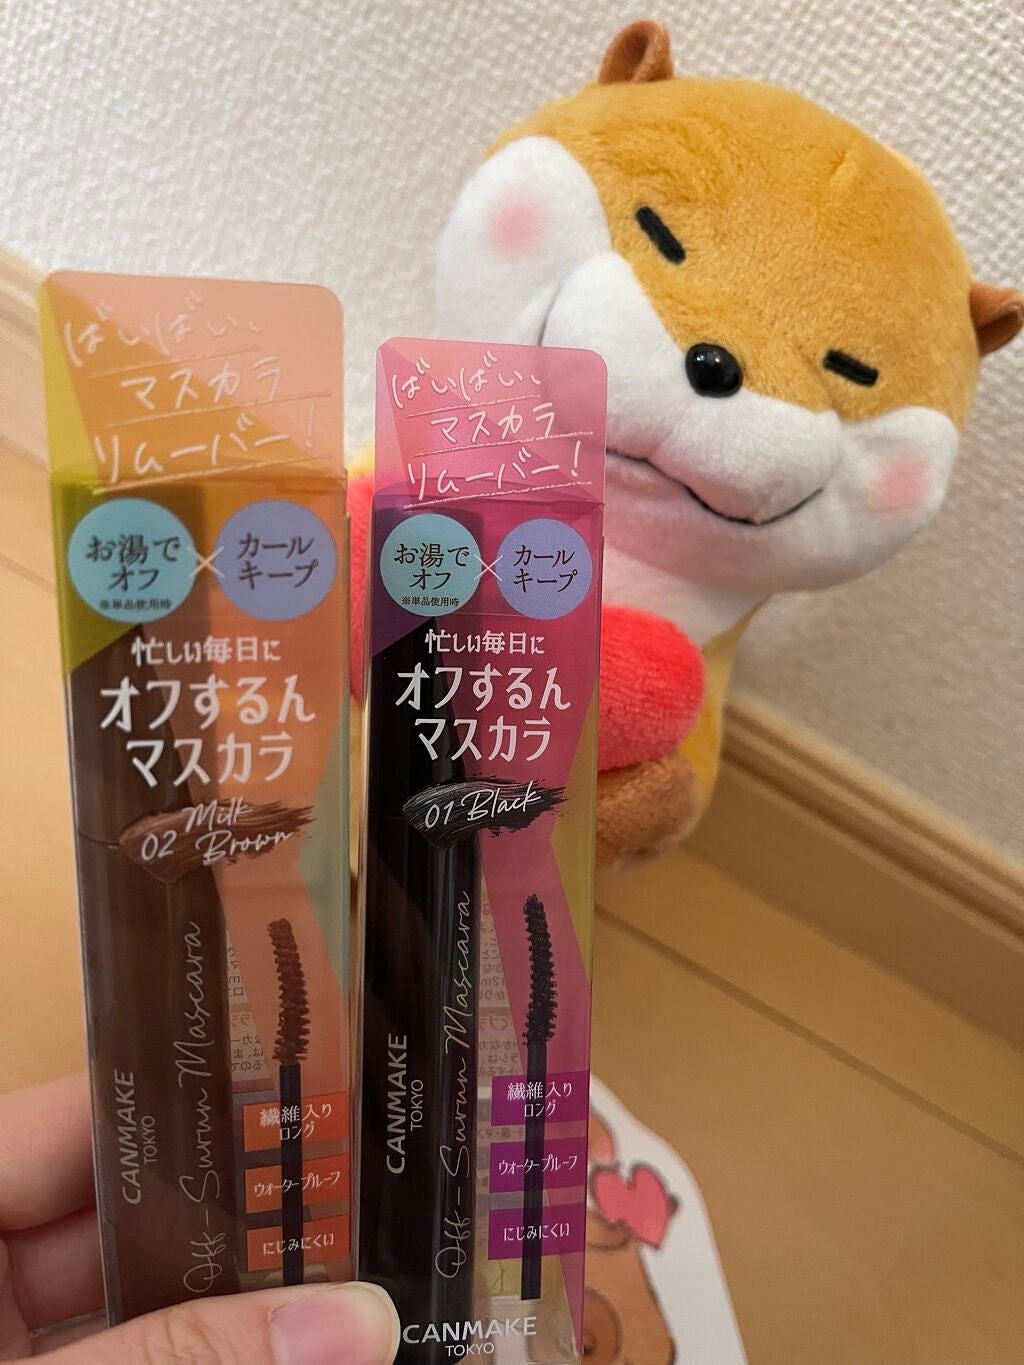 ばいばい、
マスカラ
リムーバー!
お湯で
オフ
※単品使用時
×
カール
キープ
忙しい毎日に
オフするん
マスカラ
02 Milk
Brown
Off-Surun Mascara
CANMAKE
TOKYO
繊維入り
ロング
ウォータープルーフ
にじみにくい
ばいばい、
マスカラ
リムーバー!
お湯で
オフ
※単品使用時
×
カール
キープ
忙しい毎日に
オフするん
マスカラ
01 Black
Off-Surun Mascara
CANMAKE
TOKYO
繊維入り
ロング
ウォータープルーフ
にじみにくい
CANMAKE
TOKYO